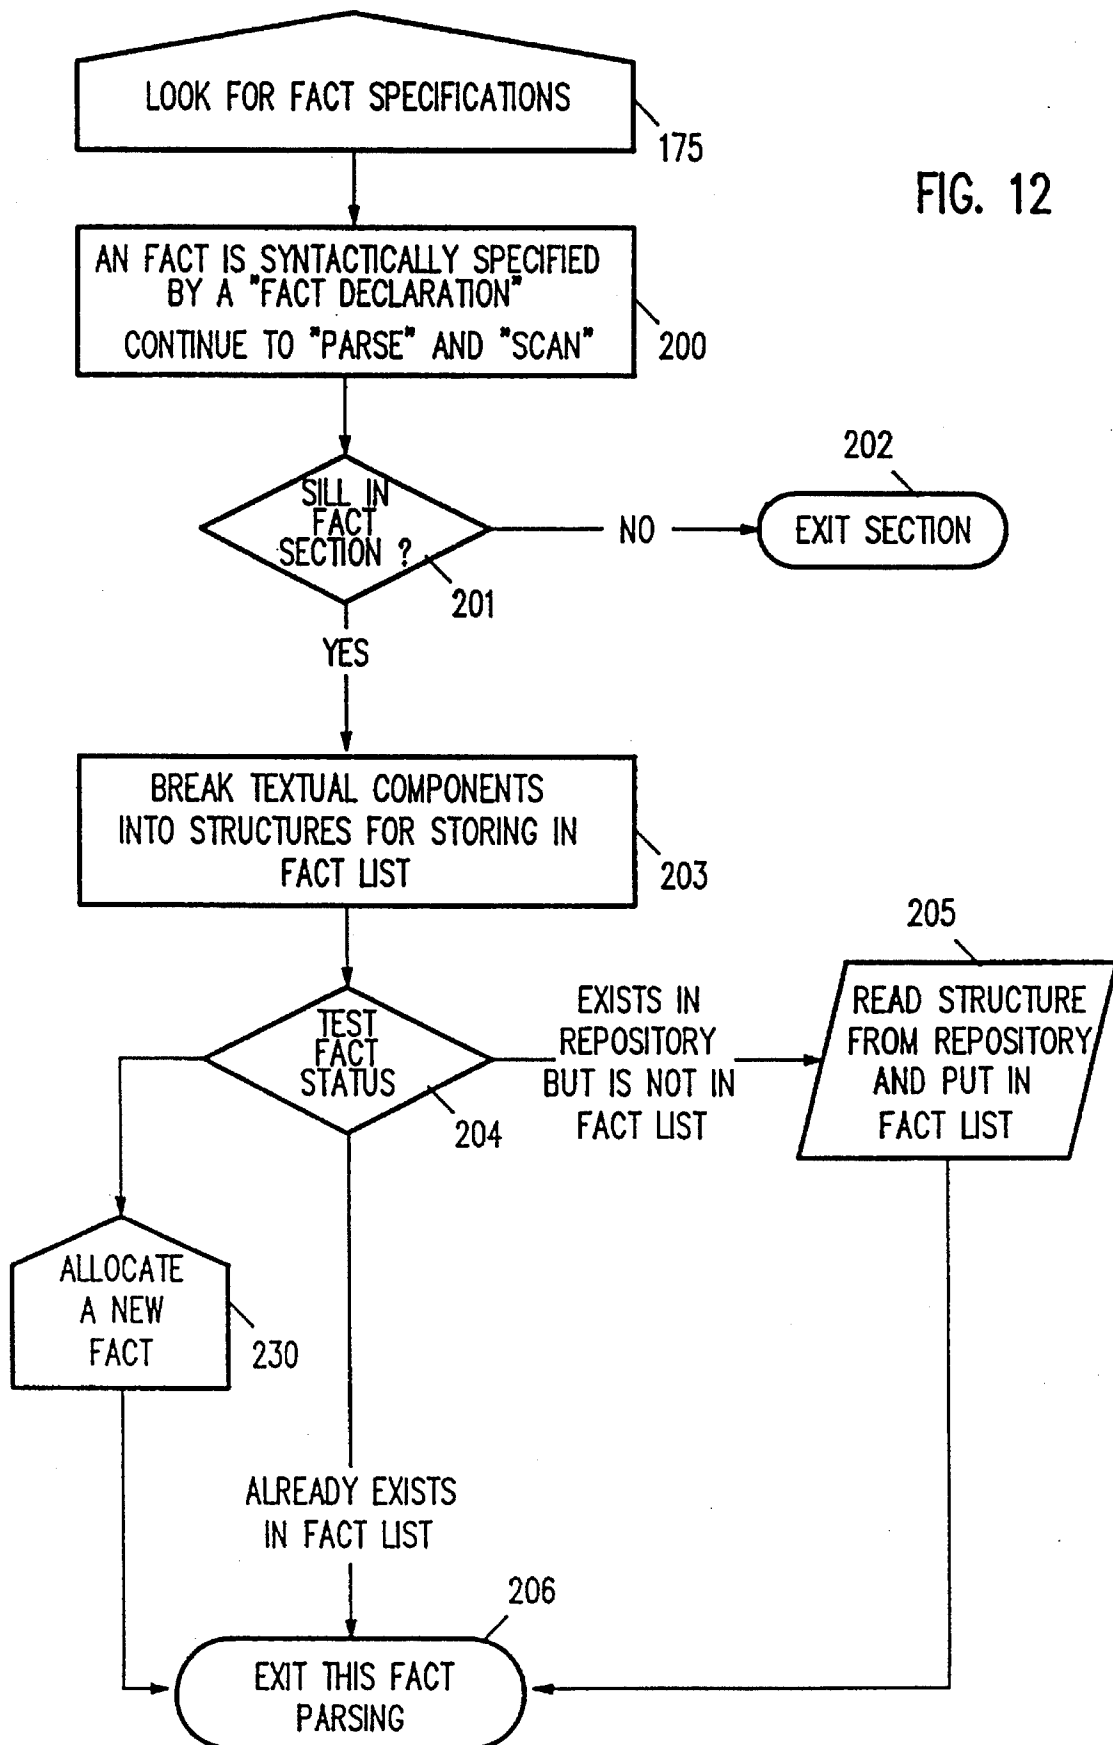 LOOK FOR FACT SPECIFICATIONS
175
FIG. 12
AN FACT IS SYNTACTICALLY SPECIFIED
BY A "FACT DECLARATION"
CONTINUE TO "PARSE" AND "SCAN"
200
SILL IN
FACT
SECTION ?
201
NO
202
EXIT SECTION
YES
BREAK TEXTUAL COMPONENTS
INTO STRUCTURES FOR STORING IN
FACT LIST
203
TEST
FACT
STATUS
204
EXISTS IN
REPOSITORY
BUT IS NOT IN
FACT LIST
205
READ STRUCTURE
FROM REPOSITORY
AND PUT IN
FACT LIST
ALLOCATE
A NEW
FACT
230
ALREADY EXISTS
IN FACT LIST
206
EXIT THIS FACT
PARSING